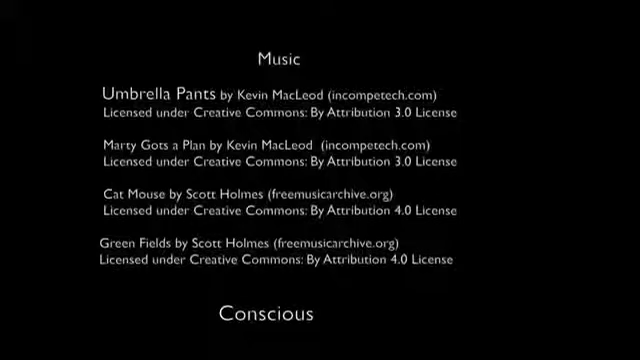 Music
Umbrella Pants by Kevin MacLeod (incompetech.com)
Licensed under Creative Commons: By Attribution 3.0 License
Marty Gots a Plan by Kevin MacLeod (incompetech.com)
Licensed under Creative Commons: By Attribution 3.0 License
Cat Mouse by Scott Holmes (freemusicarchive.org)
Licensed under Creative Commons: By Attribution 4.0 License
Green Fields by Scott Holmes (freemusicarchive.org)
Licensed under Creative Commons: By Attribution 4.0 License
Conscious